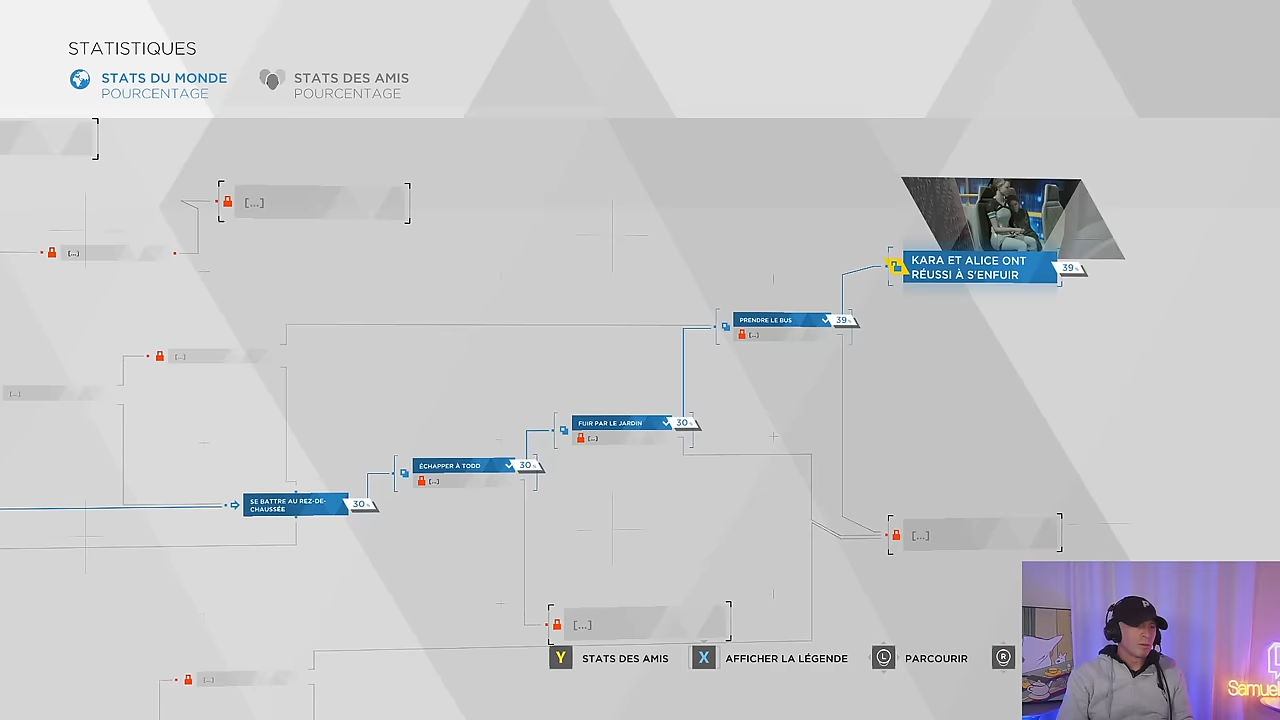 STATISTIQUES
STATS DU MONDE
POURCENTAGE
STATS DES AMIS
POURCENTAGE
[...]
[...]
KARA ET ALICE ONT
RÉUSSI À S'ENFUIR
39%
PRENDRE LE BUS
39%
[...]
[...]
[...]
FUIR PAR LE JARDIN
30%
[...]
ÉCHAPPER À TODD
30%
[...]
SE BATTRE AU REZ-DE-
CHAUSSÉE
30%
[...]
[...]
Y
STATS DES AMIS
X
AFFICHER LA LÉGENDE
L
PARCOURIR
R
[...]
Samuel